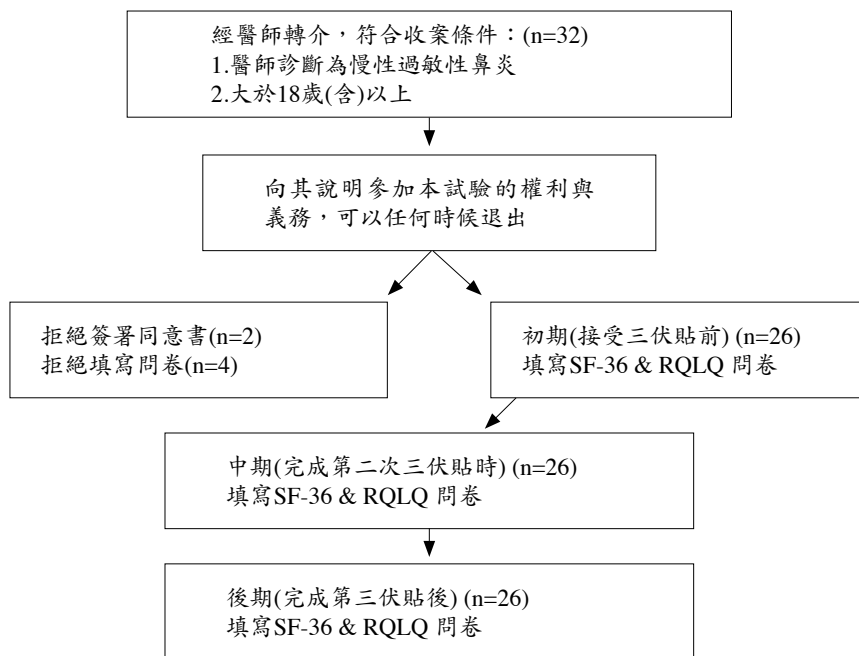 經醫師轉介，符合收案條件：(n=32)
1.醫師診斷為慢性過敏性鼻炎
2.大於18歲(含)以上
向其說明參加本試驗的權利與
義務，可以任何時候退出
拒絕簽署同意書(n=2)
拒絕填寫問卷(n=4)
初期(接受三伏貼前) (n=26)
填寫SF-36 & RQLQ 問卷
中期(完成第二次三伏貼時) (n=26)
填寫SF-36 & RQLQ 問卷
後期(完成第三伏貼後) (n=26)
填寫SF-36 & RQLQ 問卷